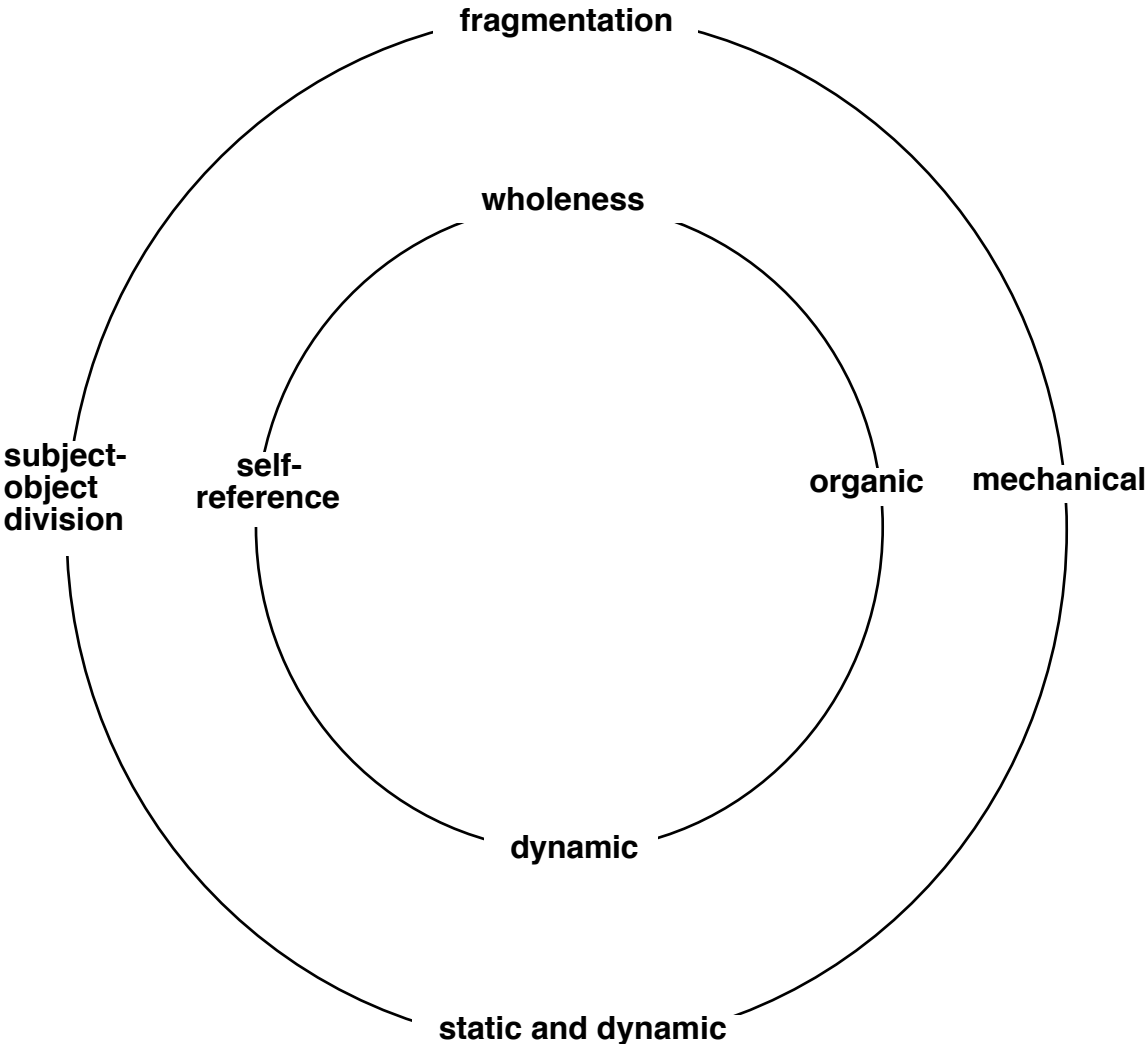 fragmentation
wholeness
subject-
object
division
self-
reference
organic
mechanical
dynamic
static and dynamic